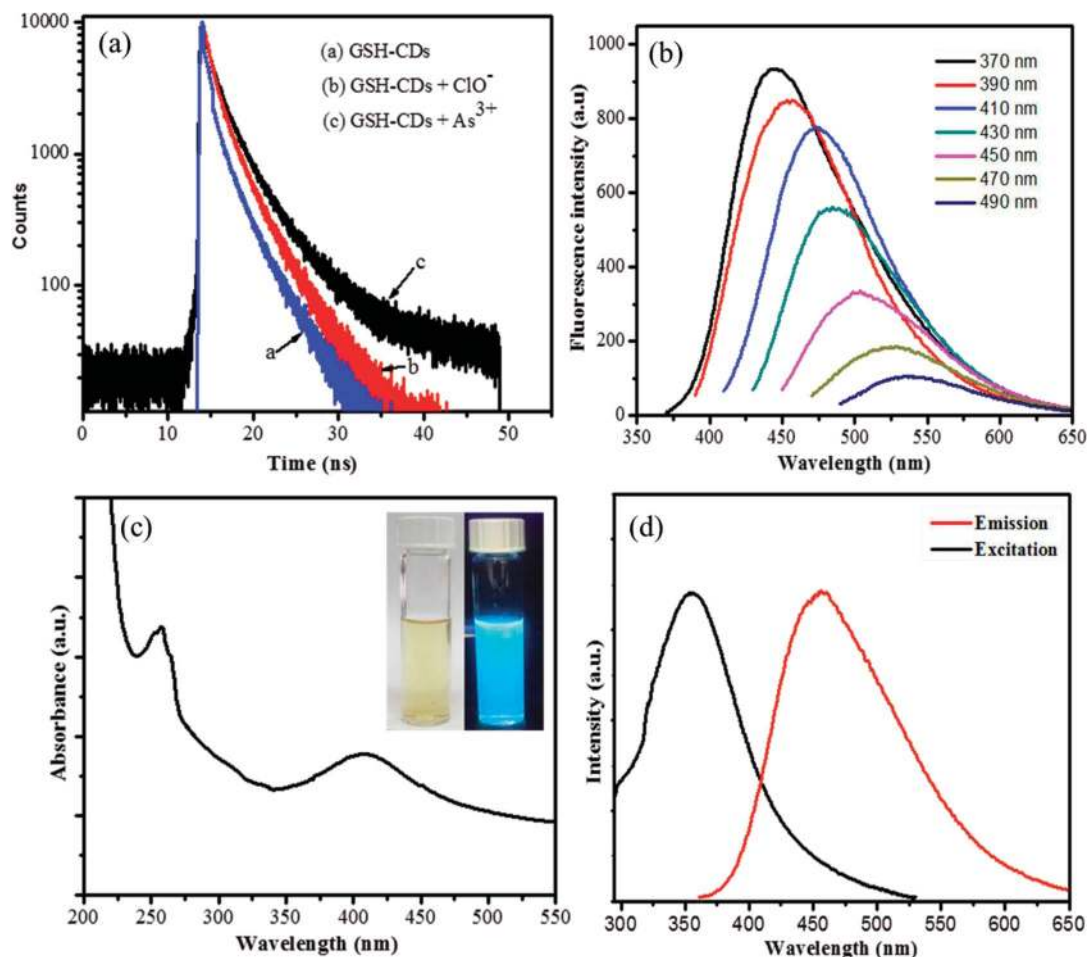 (a)
(a) GSH-CDs
(b) GSH-CDs + ClO⁻
(c) GSH-CDs + As³⁺
10000
1000
100
Counts
c
a
b
0 10 20 30 40 50
Time (ns)
(b)
370 nm
390 nm
410 nm
430 nm
450 nm
470 nm
490 nm
1000
800
600
400
200
0
Fluorescence intensity (a.u)
350 400 450 500 550 600 650
Wavelength (nm)
(c)
Absorbance (a.u.)
200 250 300 350 400 450 500 550
Wavelength (nm)
(d)
Emission
Excitation
Intensity (a.u.)
300 350 400 450 500 550 600 650
Wavelength (nm)